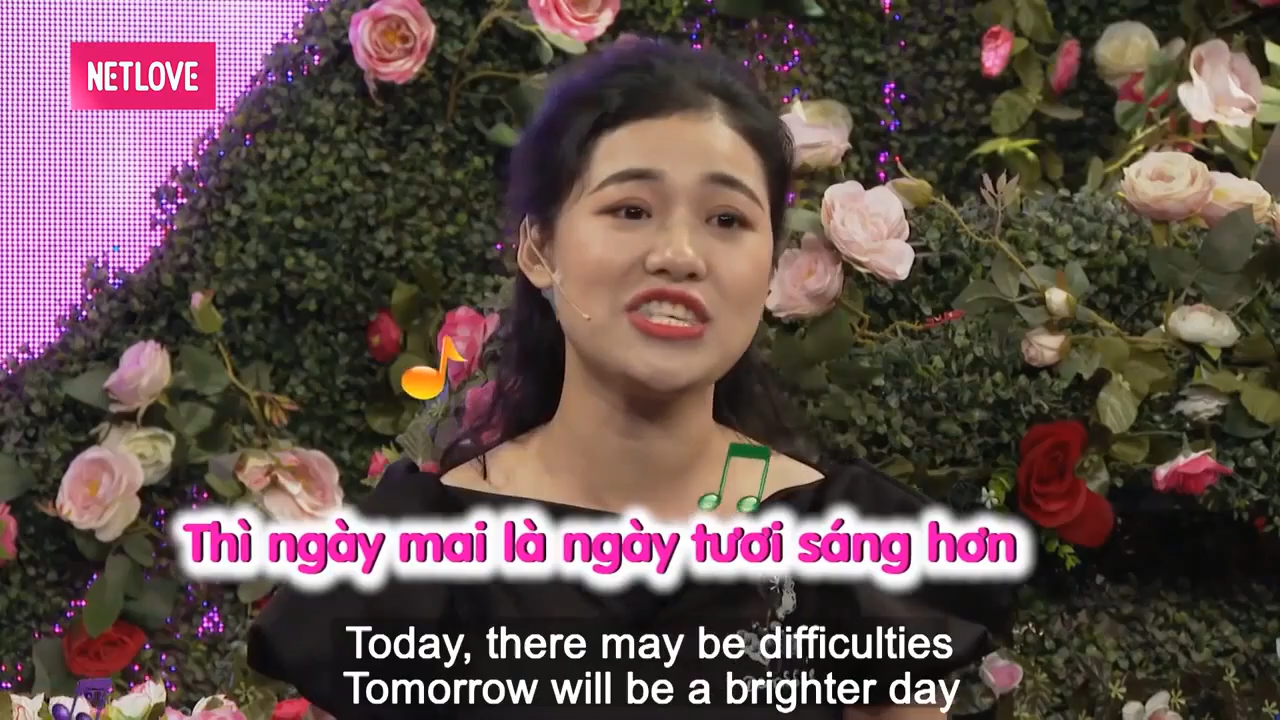 NETLOVE
Thì ngày mai là ngày tươi sáng hơn
Today, there may be difficulties
Tomorrow will be a brighter day